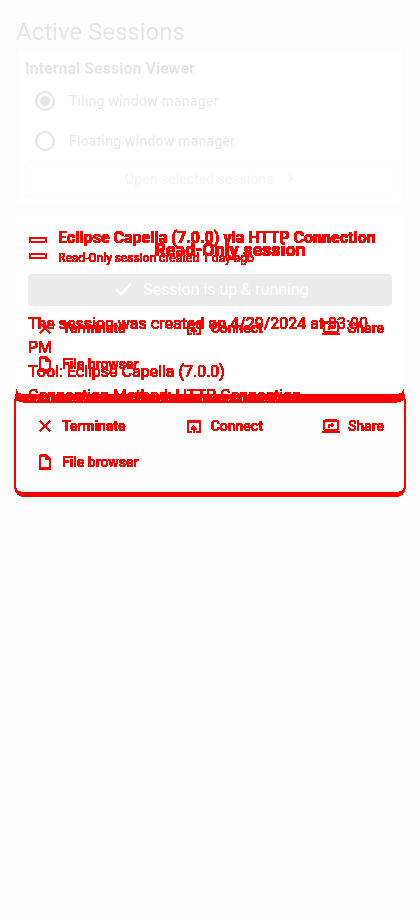 Active Sessions
Internal Session Viewer
Tiling window manager
Floating window manager
Open selected sessions
Eclipse Capella (7.0.0) via HTTP Connection
Read-Only session
Read-Only session created 1 day ago
Session is up & running
The session was created on 4/29/2024 at 03:00
PM
Terminate Connect Share
File browser
Tool: Eclipse Capella (7.0.0)
Connection Method: HTTP Connection
Terminate Connect Share
File browser